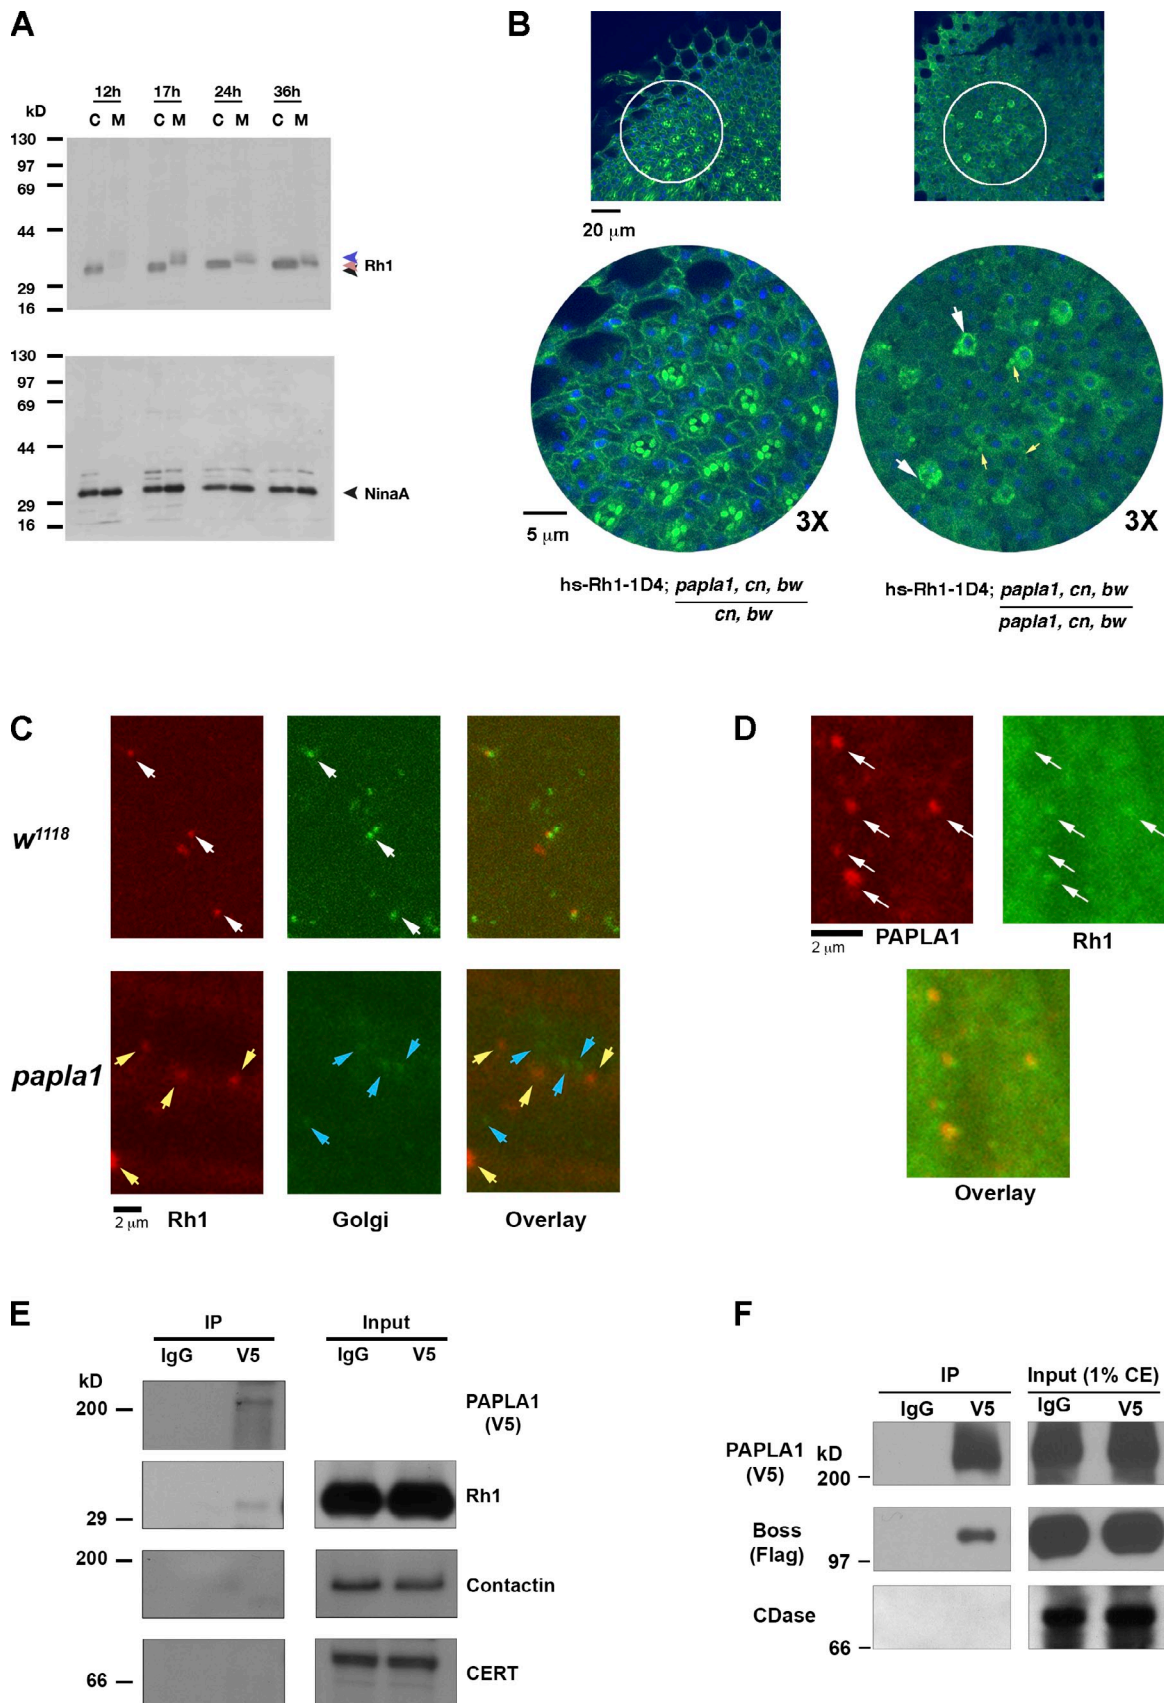 A
12h 17h 24h 36h
kD C M C M C M C M
130
97
69
44
Rh1
29
16
130
97
69
44
NinaA
29
16
B
20 µm
5 µm
3X
3X
hs-Rh1-1D4; papla1, cn, bw
cn, bw
hs-Rh1-1D4; papla1, cn, bw
papla1, cn, bw
C
w1118
papla1
2 µm
Rh1
Golgi
Overlay
D
2 µm
PAPLA1
Rh1
Overlay
E
IP Input
IgG V5 IgG V5
kD
200
PAPLA1
(V5)
Rh1
29
200
Contactin
CERT
66
F
IP Input (1% CE)
IgG V5 IgG V5
PAPLA1 kD
(V5) 200
Boss
(Flag) 97
CDase
66